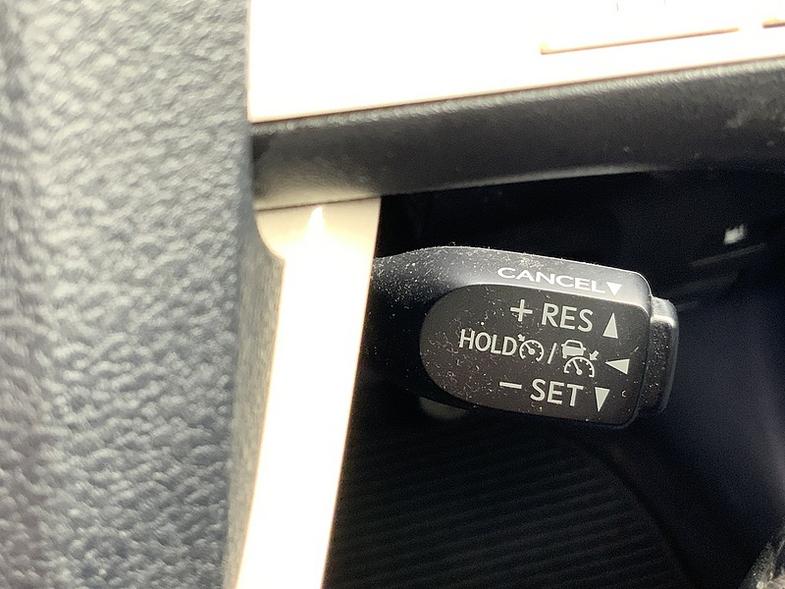 CANCEL▼
+ RES ▲
HOLD / ◀
− SET ▼